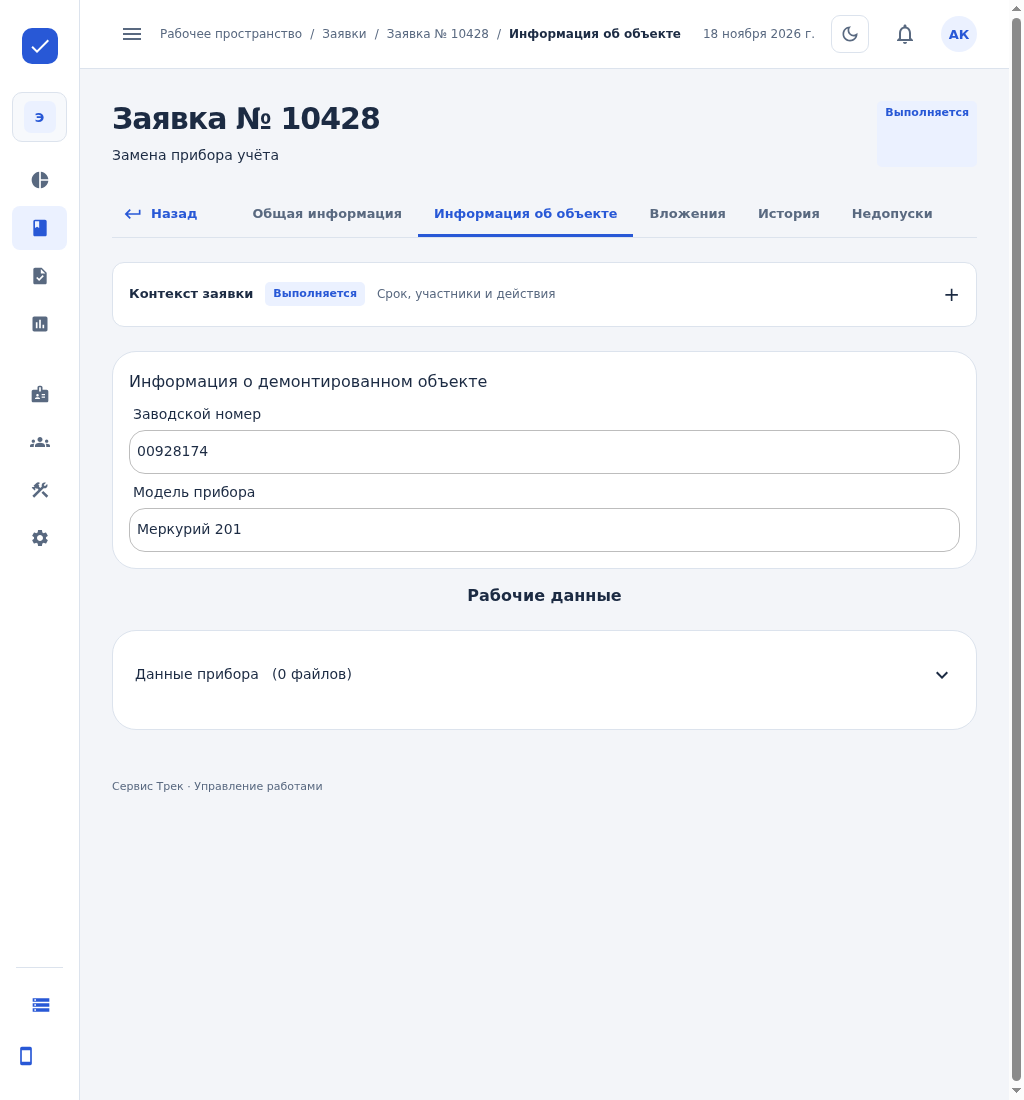 Рабочее пространство / Заявки / Заявка № 10428 / Информация об объекте 18 ноября 2026 г. АК
Э
Заявка № 10428
Выполняется
Замена прибора учёта
Назад Общая информация Информация об объекте Вложения История Недопуски
Контекст заявки Выполняется Срок, участники и действия
Информация о демонтированном объекте
Заводской номер
00928174
Модель прибора
Меркурий 201
Рабочие данные
Данные прибора (0 файлов)
Сервис Трек · Управление работами